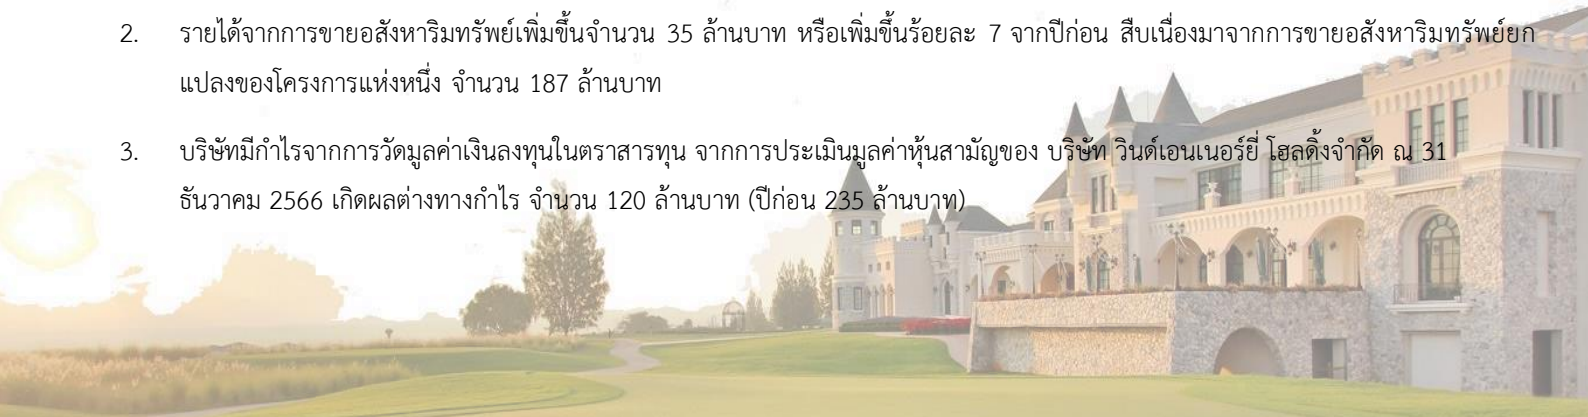 2. รายได้จากการขายอสังหาริมทรัพย์เพิ่มขึ้นจำนวน 35 ล้านบาท หรือเพิ่มขึ้นร้อยละ 7 จากปีก่อน สืบเนื่องมาจากการขายอสังหาริมทรัพย์ยก
แปลงของโครงการแห่งหนึ่ง จำนวน 187 ล้านบาท
3. บริษัทมีกำไรจากการวัดมูลค่าเงินลงทุนในตราสารทุน จากการประเมินมูลค่าหุ้นสามัญของ บริษัท วินด์เอนเนอร์ยี่ โฮลดิ้งจำกัด ณ 31
ธันวาคม 2566 เกิดผลต่างทางกำไร จำนวน 120 ล้านบาท (ปีก่อน 235 ล้านบาท)